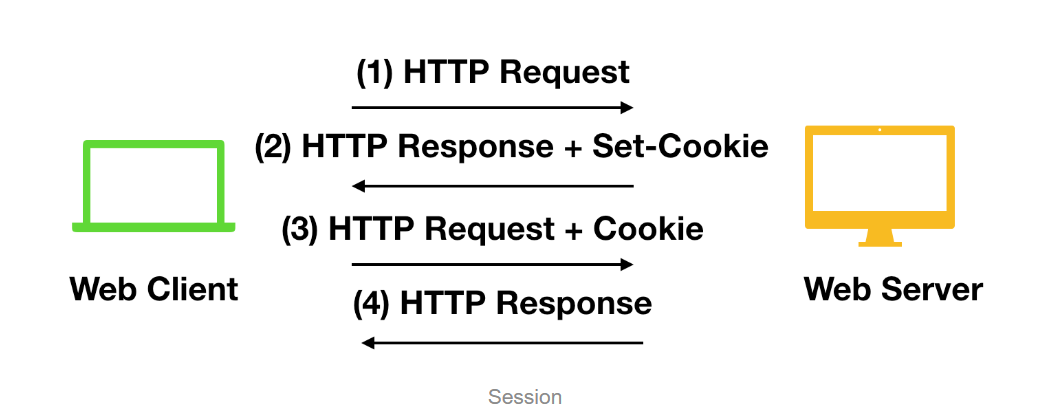 (1) HTTP Request
(2) HTTP Response + Set-Cookie
(3) HTTP Request + Cookie
Web Client
Web Server
(4) HTTP Response
Session